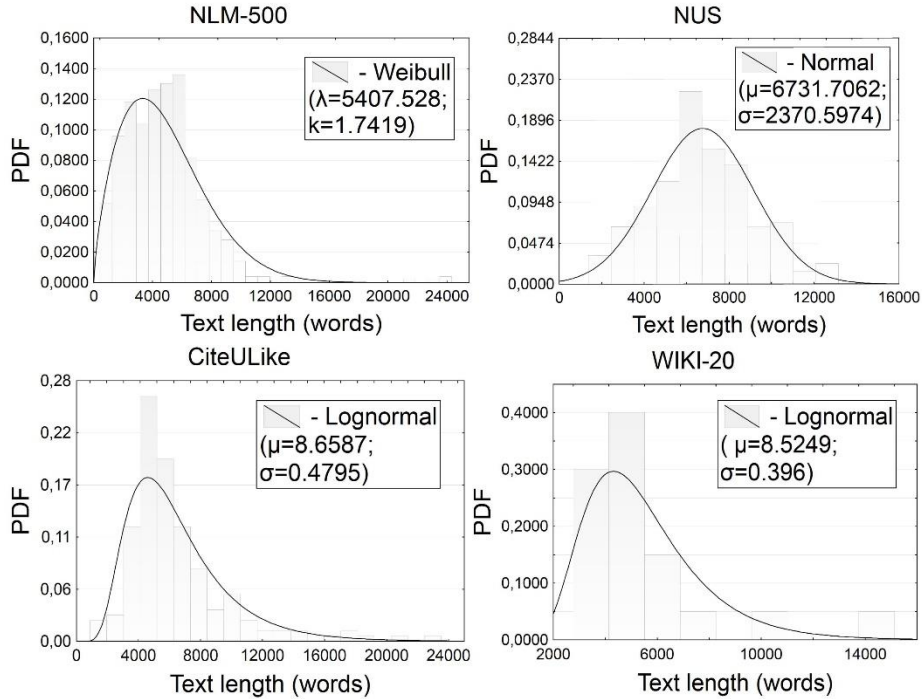 NLM-500
0,1600
0,1400
0,1200
0,1000
0,0800
0,0600
0,0400
0,0200
0,0000
PDF
- Weibull
(λ=5407.528;
k=1.7419)
0 4000 8000 12000 20000 24000
Text length (words)
NUS
0,2844
0,2370
0,1896
0,1422
0,0948
0,0474
0,0000
PDF
- Normal
(μ=6731.7062;
σ=2370.5974)
0 4000 8000 12000 16000
Text length (words)
CiteULike
0,28
0,22
0,17
0,11
0,06
0,00
PDF
- Lognormal
(μ=8.6587;
σ=0.4795)
0 4000 8000 12000 16000 20000 24000
Text length (words)
WIKI-20
0,4000
0,3000
0,2000
0,1000
0,0000
PDF
- Lognormal
( μ=8.5249;
σ=0.396)
2000 6000 10000 14000
Text length (words)